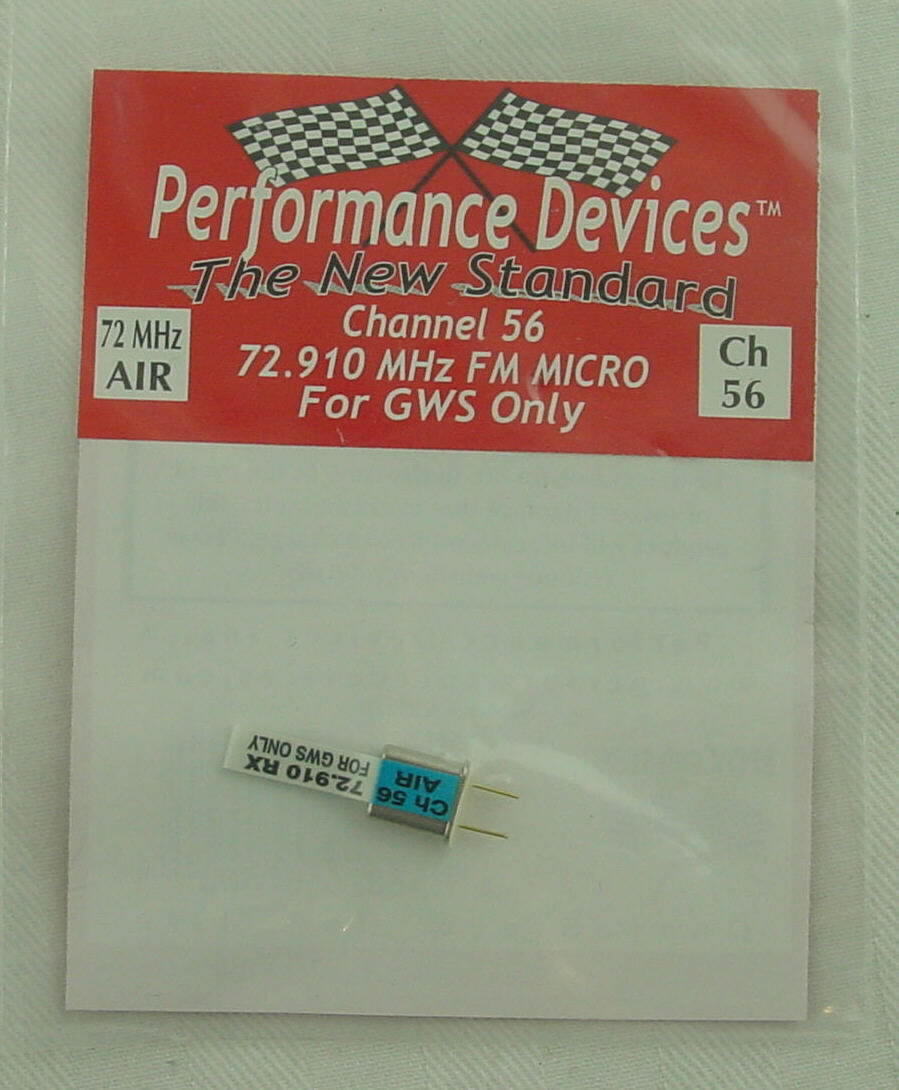 Performance Devices™
The New Standard
Channel 56
72.910 MHz FM MICRO
For GWS Only
72 MHz
AIR
Ch
56
Ch 56
AIR
72.910 RX
FOR GWS ONLY